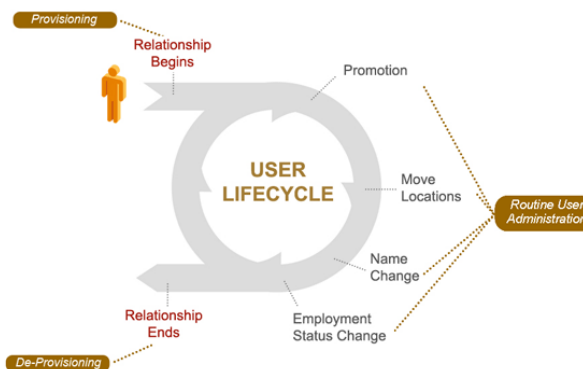 Provisioning
Relationship
Begins
Promotion
USER
LIFECYCLE
Move
Locations
Routine User
Administration
Name
Change
Relationship
Ends
Employment
Status Change
De-Provisioning